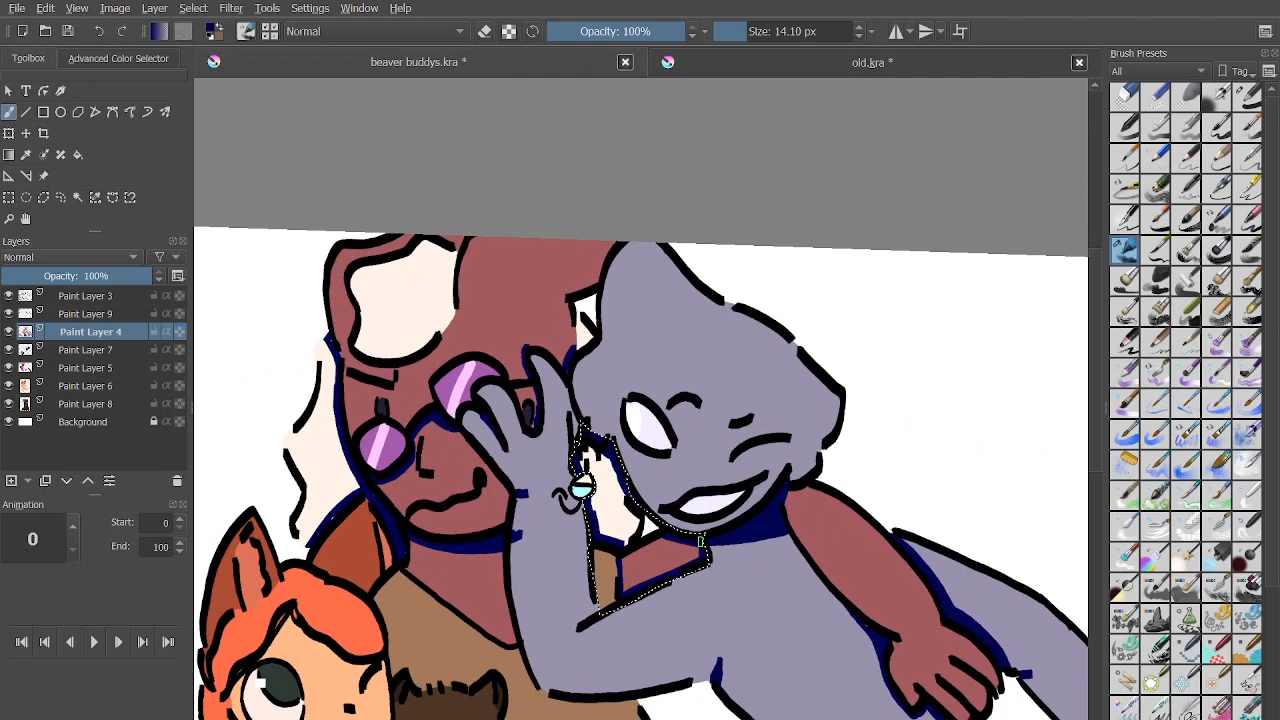 File Edit View Image Layer Select Filter Tools Settings Window Help
Normal Opacity: 100% Size: 14.10 px
Toolbox Advanced Color Selector
beaver buddys.kra * old.kra *
Brush Presets
All Tag
Layers
Normal
Opacity: 100%
Paint Layer 3
Paint Layer 9
Paint Layer 4
Paint Layer 7
Paint Layer 5
Paint Layer 6
Paint Layer 8
Background
Animation
0 Start: 0
End: 100